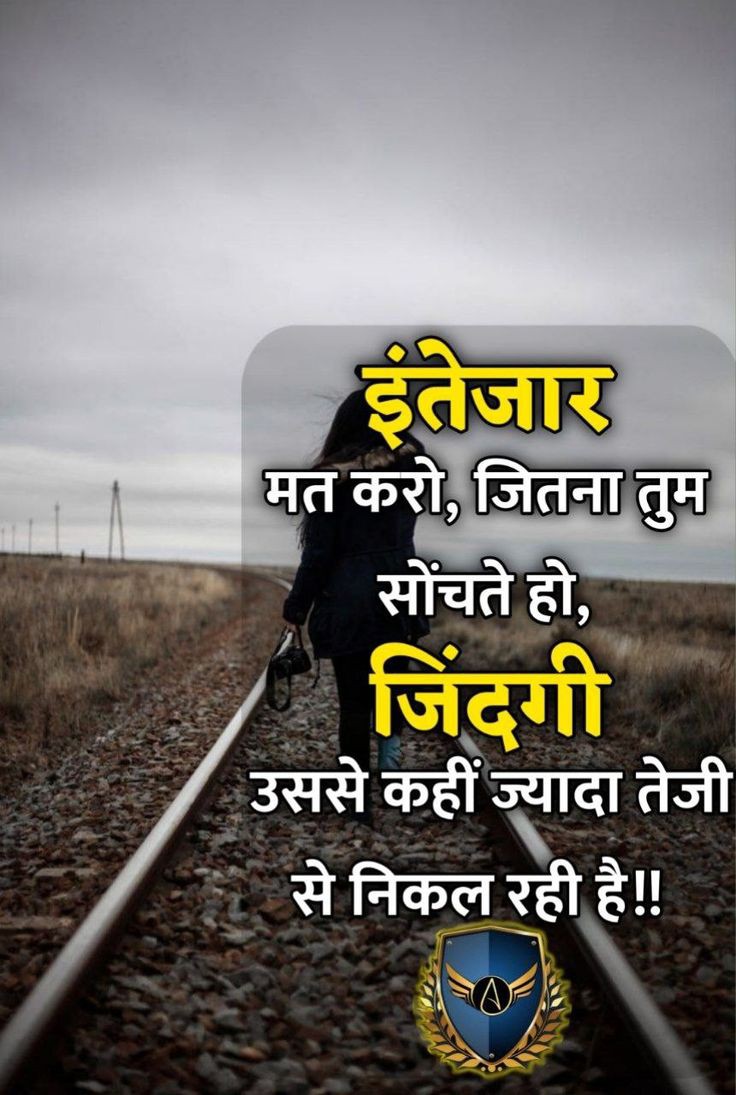 इंतेजार
मत करो, जितना तुम
सोंचते हो,
जिंदगी
उससे कहीं ज्यादा तेजी
से निकल रही है!!
A